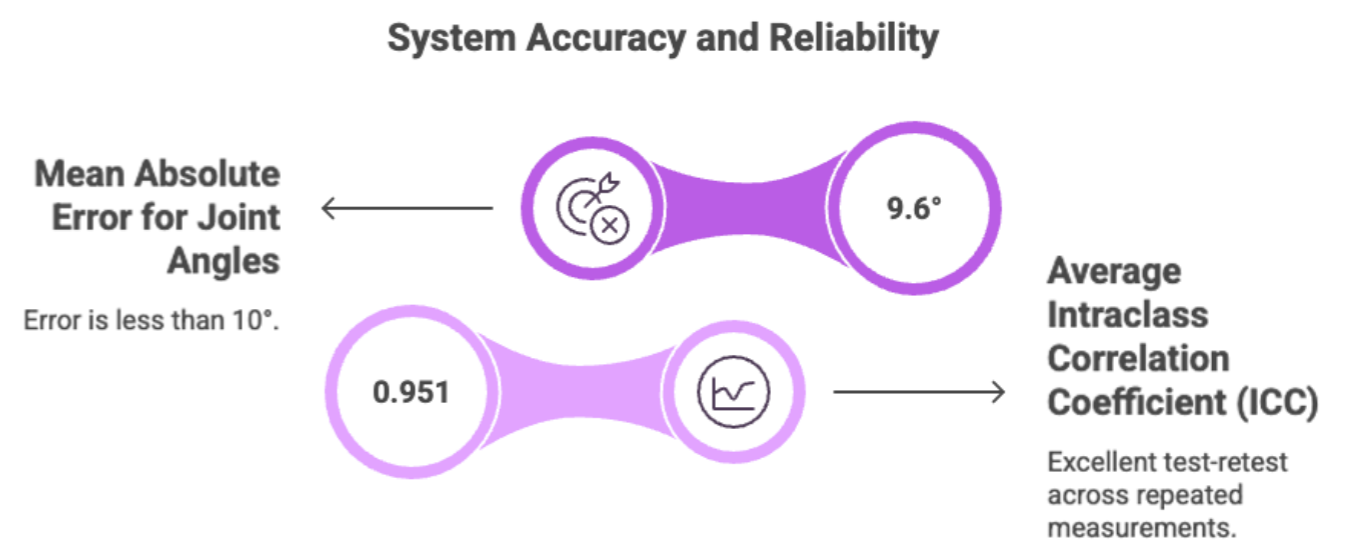 System Accuracy and Reliability
Mean Absolute
Error for Joint
Angles
Error is less than 10°.
9.6°
0.951
Average
Intraclass
Correlation
Coefficient (ICC)
Excellent test-retest
across repeated
measurements.